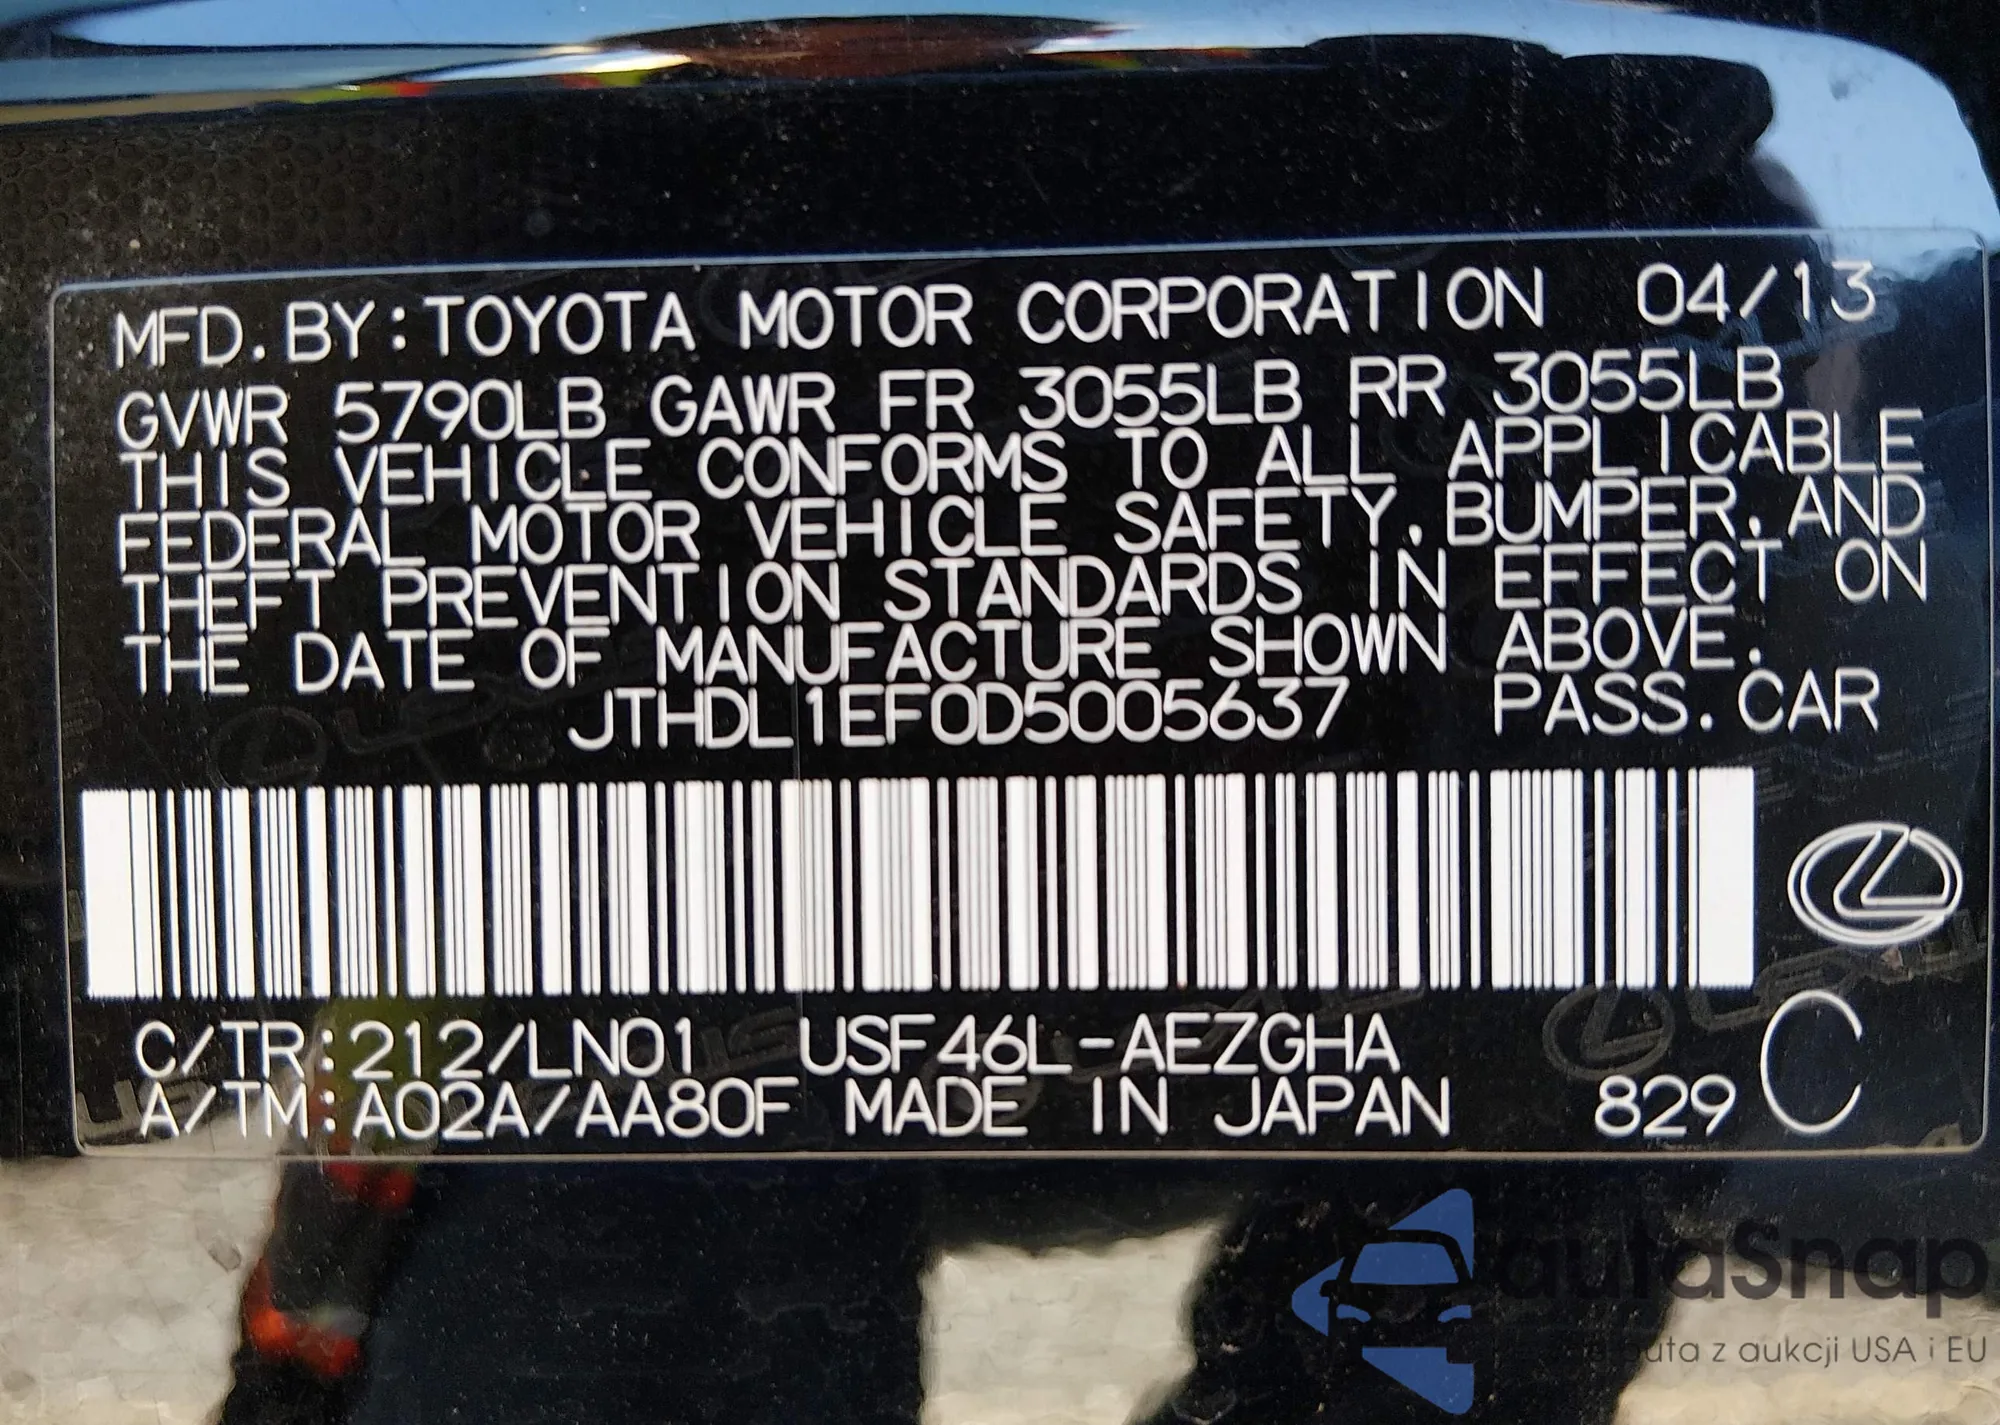 MFD. BY: TOYOTA MOTOR CORPORATION 04/13
GVWR 5790LB GAWR FR 3055LB RR 3055LB
THIS VEHICLE CONFORMS TO ALL APPLICABLE
FEDERAL MOTOR VEHICLE SAFETY, BUMPER, AND
THEFT PREVENTION STANDARDS IN EFFECT ON
THE DATE OF MANUFACTURE SHOWN ABOVE.
JTHDL1EF0D5005637 PASS. CAR
C/TR: 212/LN01 USF46L-AEZGHA C
A/TM: A02A/AA80F MADE IN JAPAN 829
autaSnap
auta z aukcji USA i EU